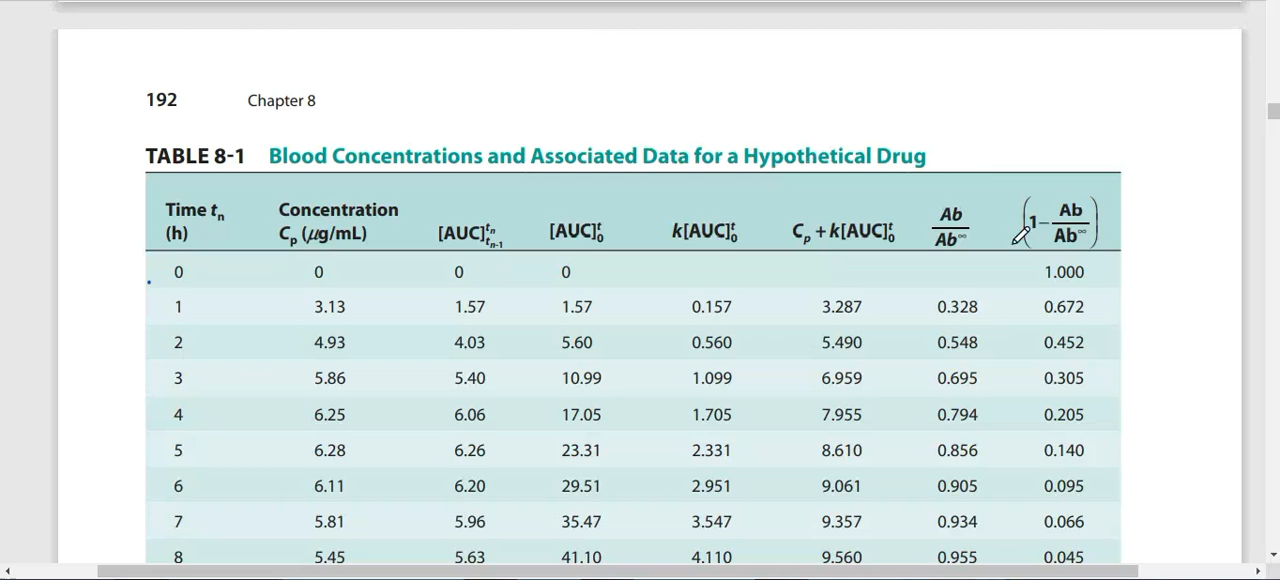 192 Chapter 8
TABLE 8-1 Blood Concentrations and Associated Data for a Hypothetical Drug
Time tn (h) Concentration Cp (μg/mL) [AUC]tn tn-1 [AUC]t0 k[AUC]t0 Cp + k[AUC]t0 Ab/Ab∞ (1-Ab/Ab∞)
0 0 0 0 1.000
1 3.13 1.57 1.57 0.157 3.287 0.328 0.672
2 4.93 4.03 5.60 0.560 5.490 0.548 0.452
3 5.86 5.40 10.99 1.099 6.959 0.695 0.305
4 6.25 6.06 17.05 1.705 7.955 0.794 0.205
5 6.28 6.26 23.31 2.331 8.610 0.856 0.140
6 6.11 6.20 29.51 2.951 9.061 0.905 0.095
7 5.81 5.96 35.47 3.547 9.357 0.934 0.066
8 5.45 5.63 41.10 4.110 9.560 0.955 0.045